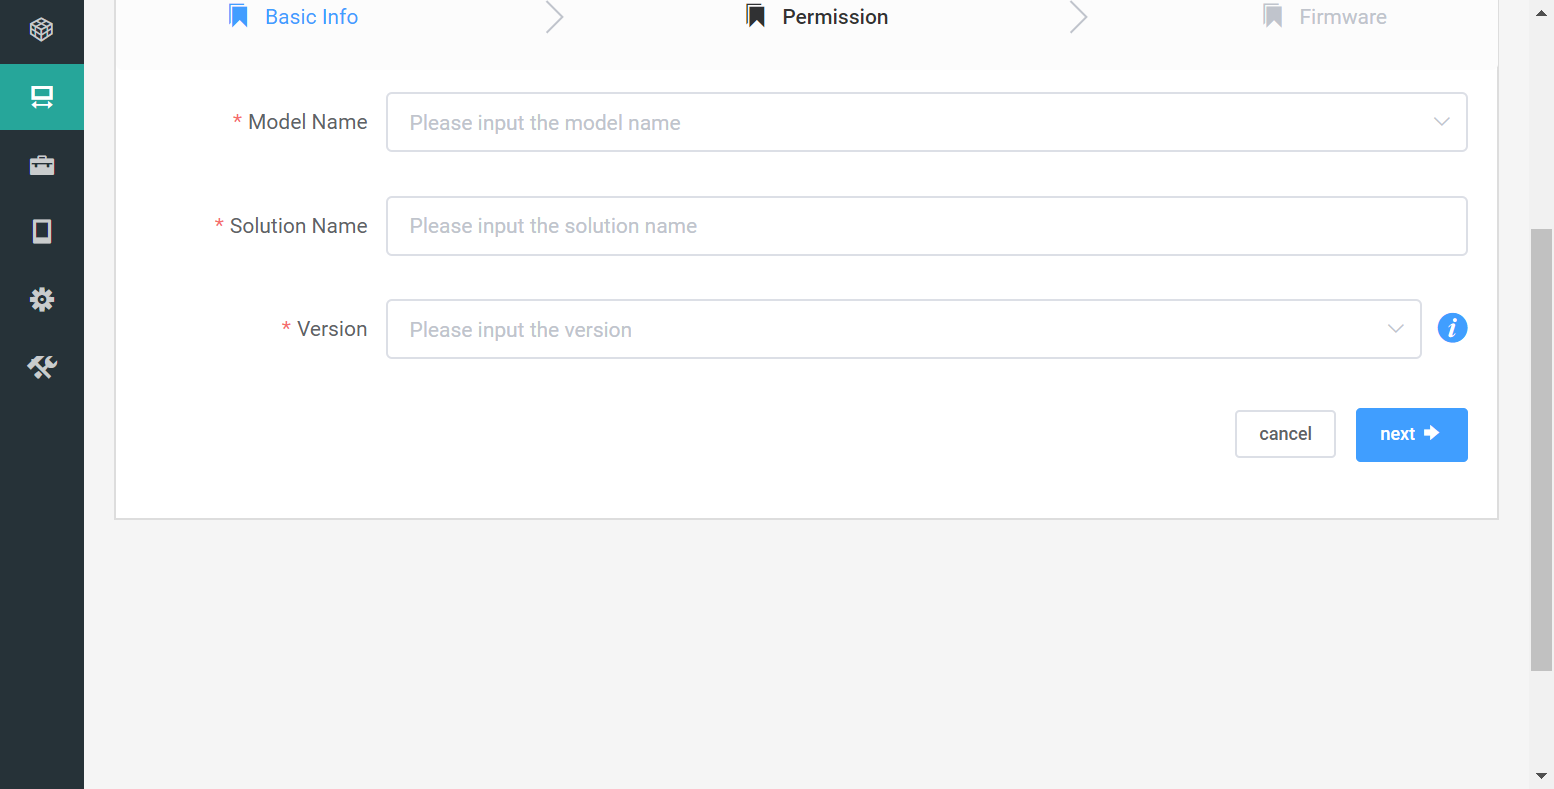 Basic Info
Permission
Firmware
* Model Name
Please input the model name
* Solution Name
Please input the solution name
* Version
Please input the version
i
cancel
next